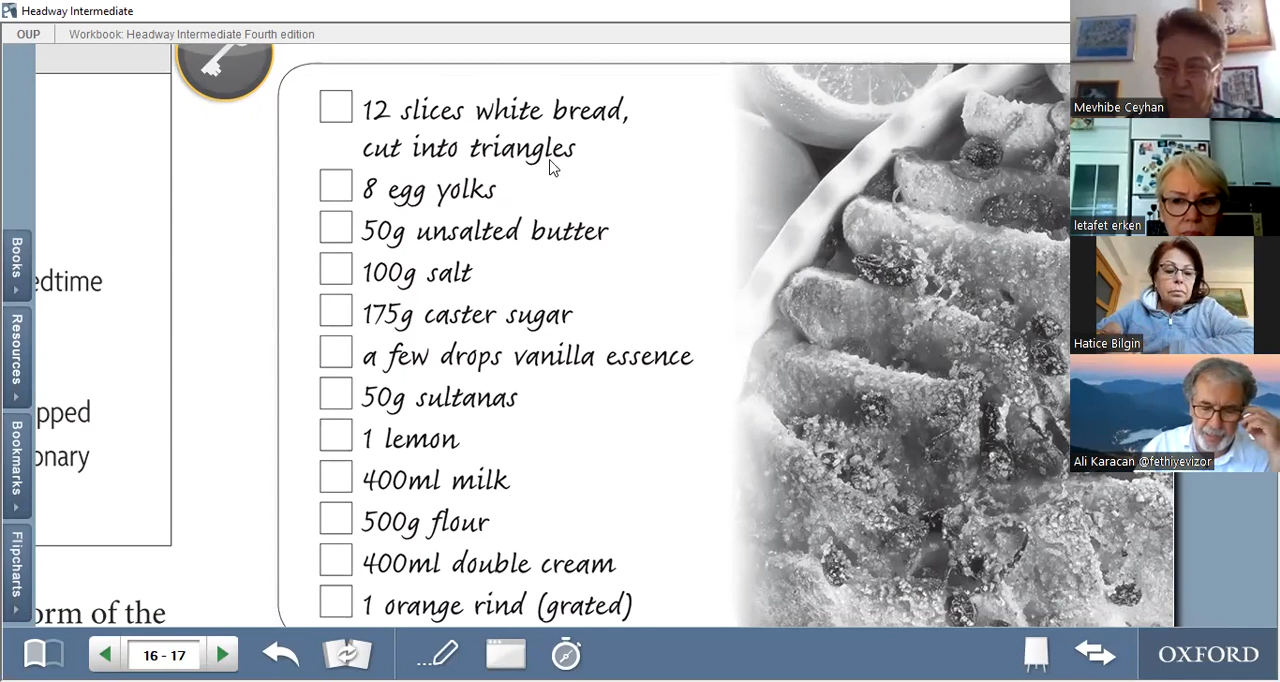 Headway Intermediate
OUP
Workbook: Headway Intermediate Fourth edition
Books
Resources
Bookmarks
Flipcharts
edtime
pped
onary
orm of the
12 slices white bread,
cut into triangles
8 egg yolks
50g unsalted butter
100g salt
175g caster sugar
a few drops vanilla essence
50g sultanas
1 lemon
400ml milk
500g flour
400ml double cream
1 orange rind (grated)
Mevhibe Ceyhan
letafet erken
Hatice Bilgin
Ali Karacan @fethiyevizor
16 - 17
OXFORD